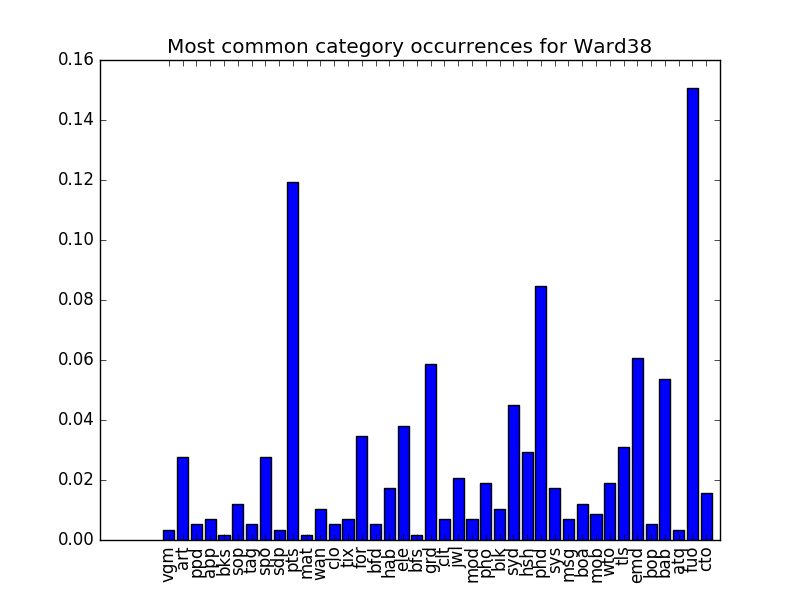 Most common category occurrences for Ward38
0.16
0.14
0.12
0.10
0.08
0.06
0.04
0.02
0.00
vgm
art
ppd
app
bks
sop
tag
spo
sdp
pts
mat
wan
clo
tix
for
bfd
hab
ele
bfs
grd
clt
jwl
mod
pho
bik
syd
hsh
phd
sys
msg
boa
mob
wto
tls
emd
bop
bab
atq
fuo
cto